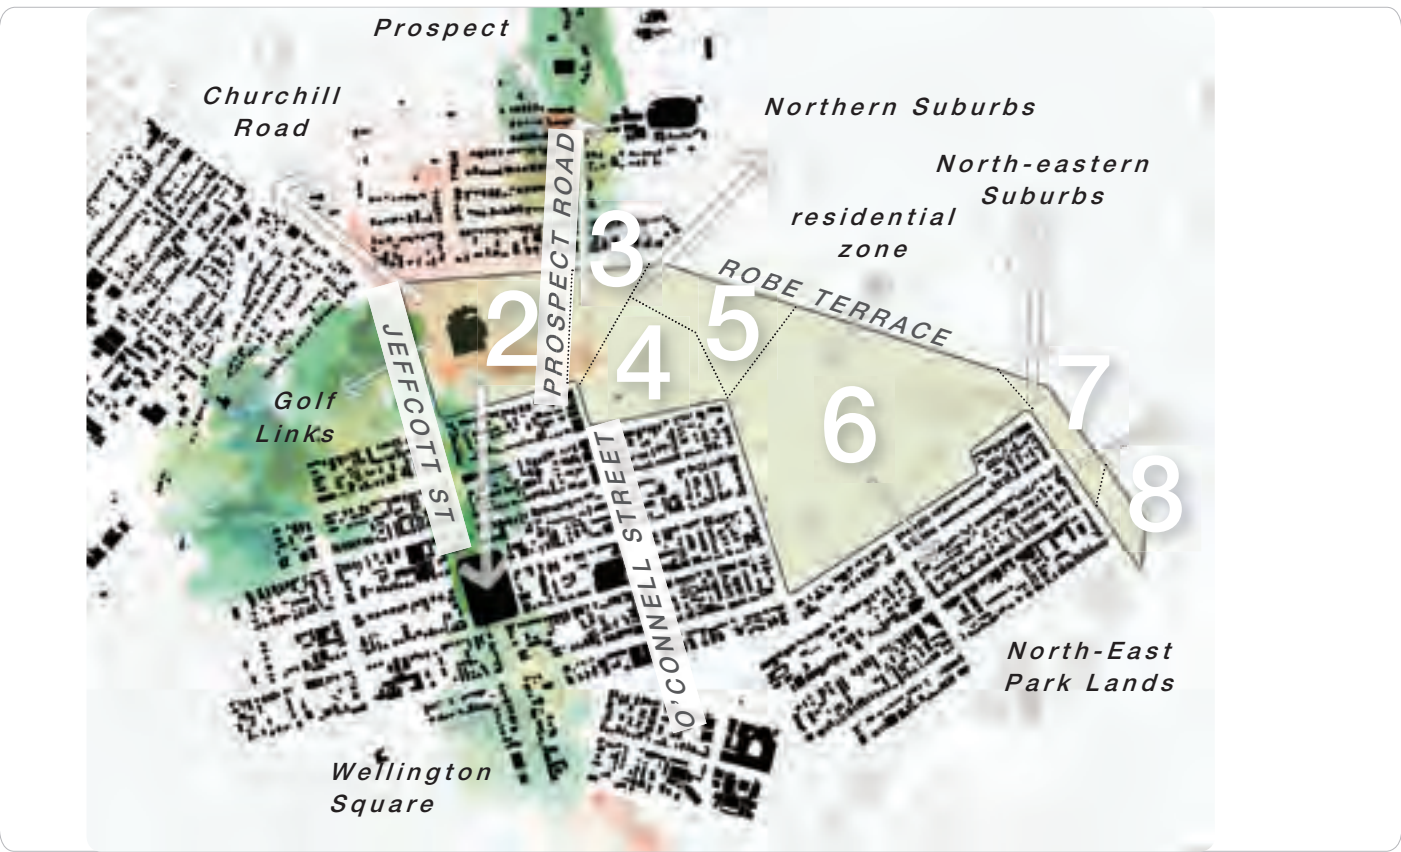 Prospect
Churchill
Road
Northern Suburbs
North-eastern
Suburbs
residential
zone
PROSPECT ROAD
ROBE TERRACE
3
2
5
4
JEFFCOTT ST
Golf
Links
6
7
8
O'CONNELL STREET
North-East
Park Lands
Wellington
Square